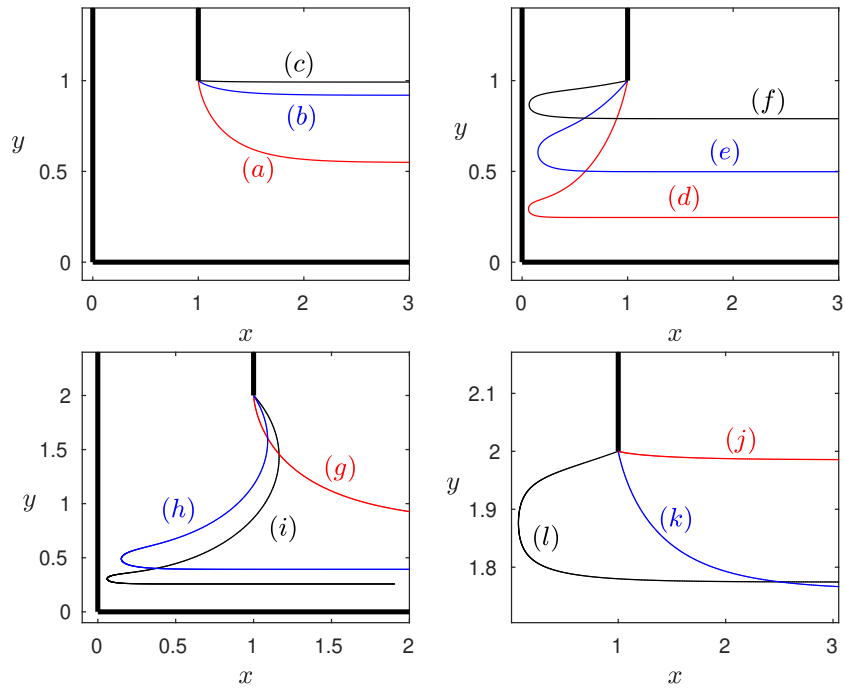 1
0.5
0
y
(c)
(b)
(a)
0 1 2 3
x
1
0.5
0
y
(f)
(e)
(d)
0 1 2 3
x
2
1.5
1
0.5
0
y
(g)
(h)
(i)
0 0.5 1 1.5 2
x
2.1
2
1.9
1.8
y
(j)
(k)
(l)
1 2 3
x